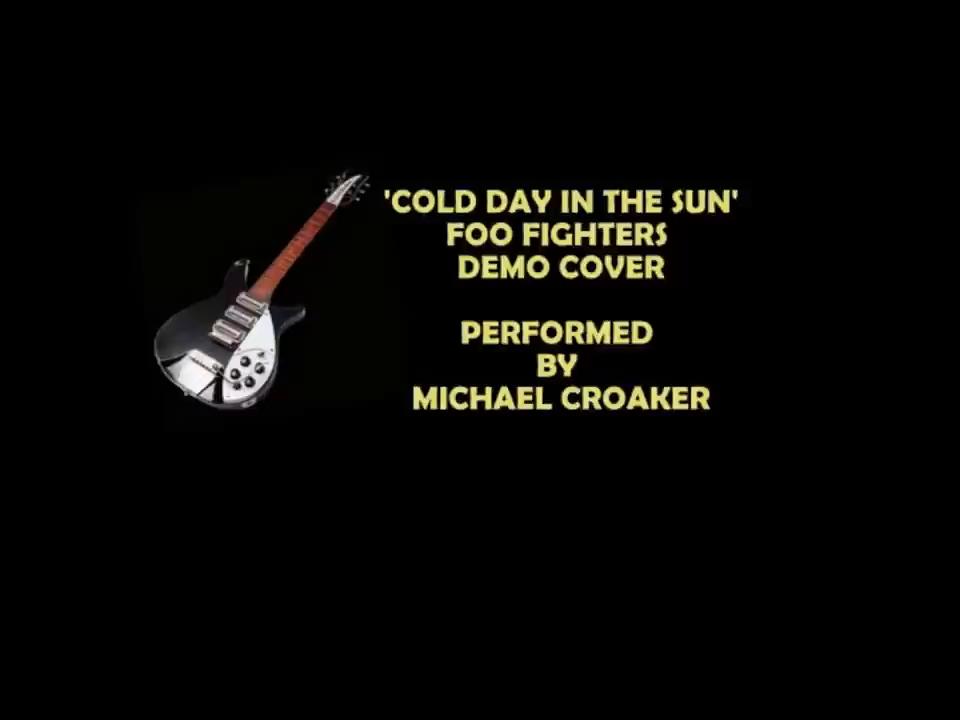 'COLD DAY IN THE SUN'
FOO FIGHTERS
DEMO COVER
PERFORMED
BY
MICHAEL CROAKER